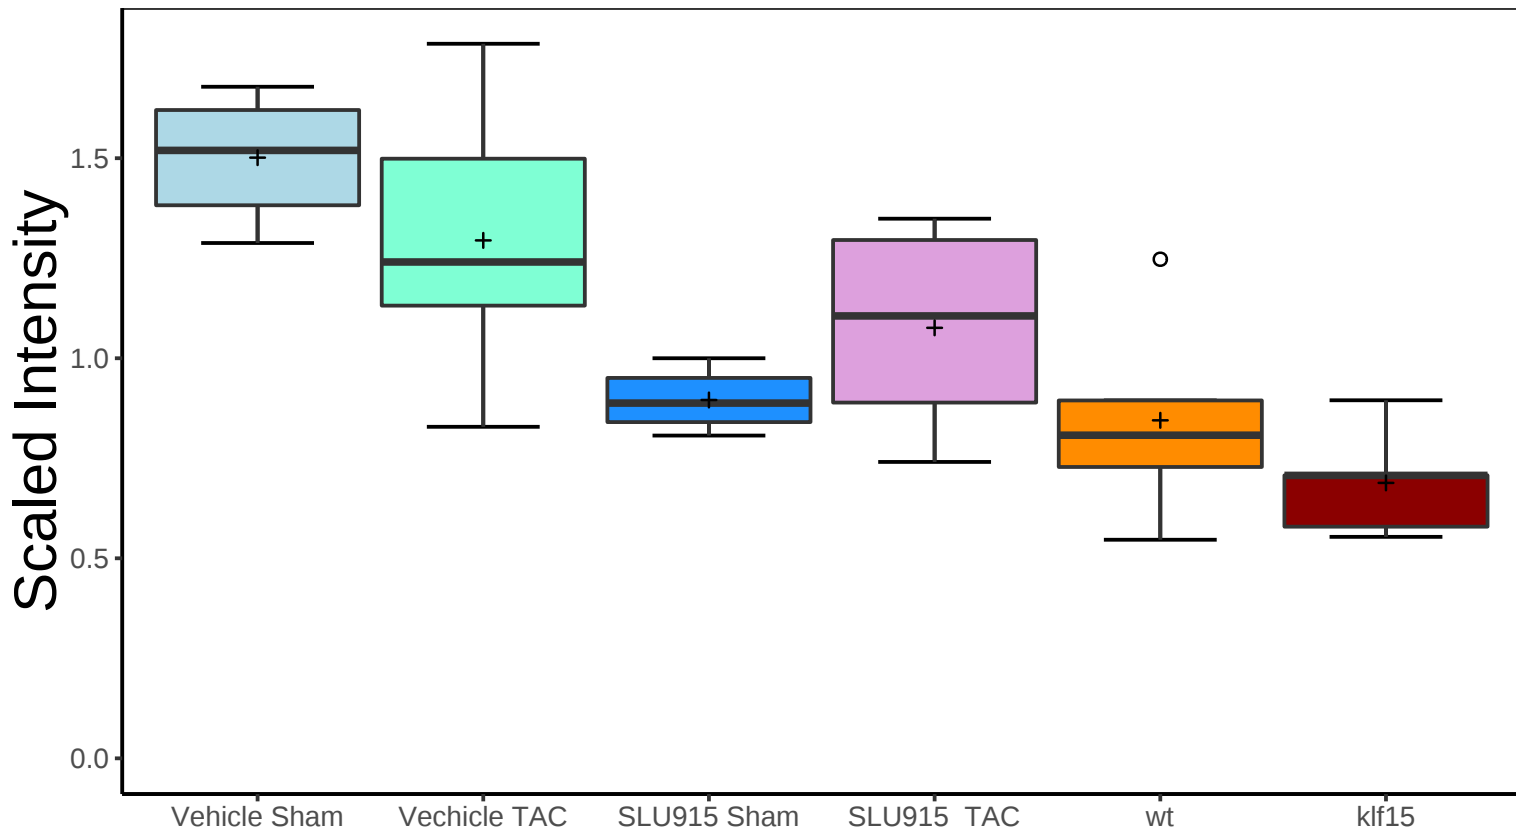 Scaled Intensity
1.5
1.0
0.5
0.0
Vehicle Sham
Vechicle TAC
SLU915 Sham
SLU915  TAC
wt
klf15